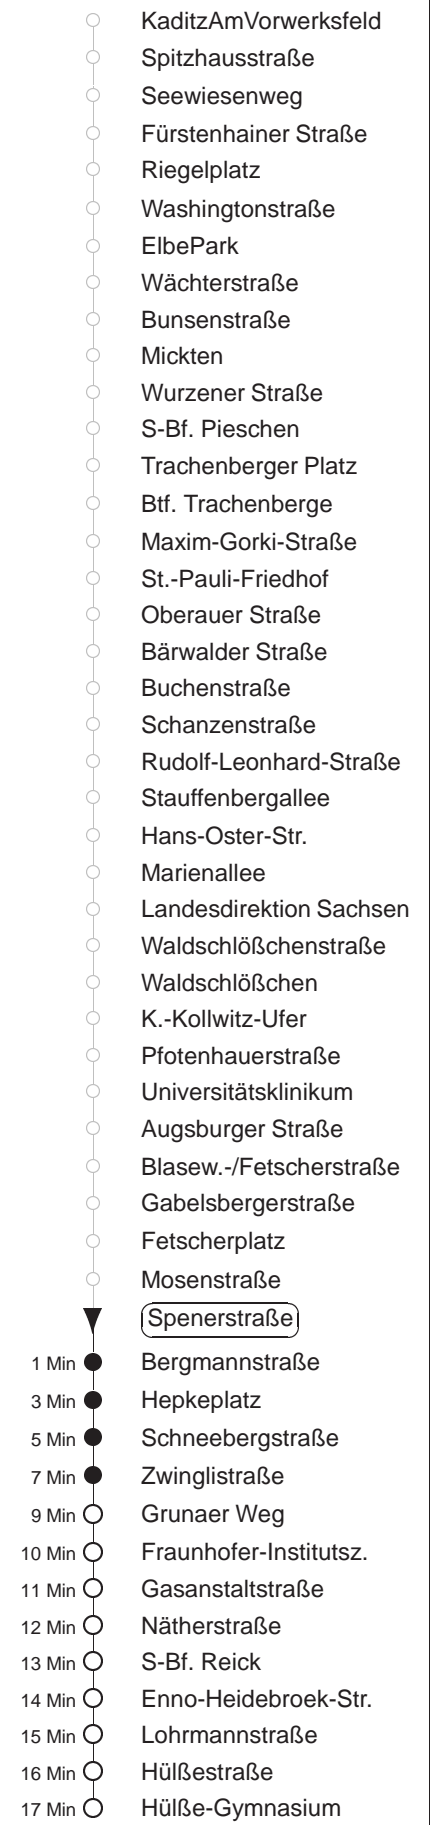 KaditzAmVorwerksfeld
Spitzhausstraße
Seewiesenweg
Fürstenhainer Straße
Riegelplatz
Washingtonstraße
ElbePark
Wächterstraße
Bunsenstraße
Mickten
Wurzener Straße
S-Bf. Pieschen
Trachenberger Platz
Btf. Trachenberge
Maxim-Gorki-Straße
St.-Pauli-Friedhof
Oberauer Straße
Bärwalder Straße
Buchenstraße
Schanzenstraße
Rudolf-Leonhard-Straße
Stauffenbergallee
Hans-Oster-Str.
Marienallee
Landesdirektion Sachsen
Waldschlößchenstraße
Waldschlößchen
K.-Kollwitz-Ufer
Pfotenhauerstraße
Universitätsklinikum
Augsburger Straße
Blasew.-/Fetscherstraße
Gabelsbergerstraße
Fetscherplatz
Mosenstraße
Spenerstraße
1 Min Bergmannstraße
3 Min Hepkeplatz
5 Min Schneebergstraße
7 Min Zwinglistraße
9 Min Grunaer Weg
10 Min Fraunhofer-Institutsz.
11 Min Gasanstaltstraße
12 Min Nätherstraße
13 Min S-Bf. Reick
14 Min Enno-Heidebroek-Str.
15 Min Lohrmannstraße
16 Min Hülßestraße
17 Min Hülße-Gymnasium